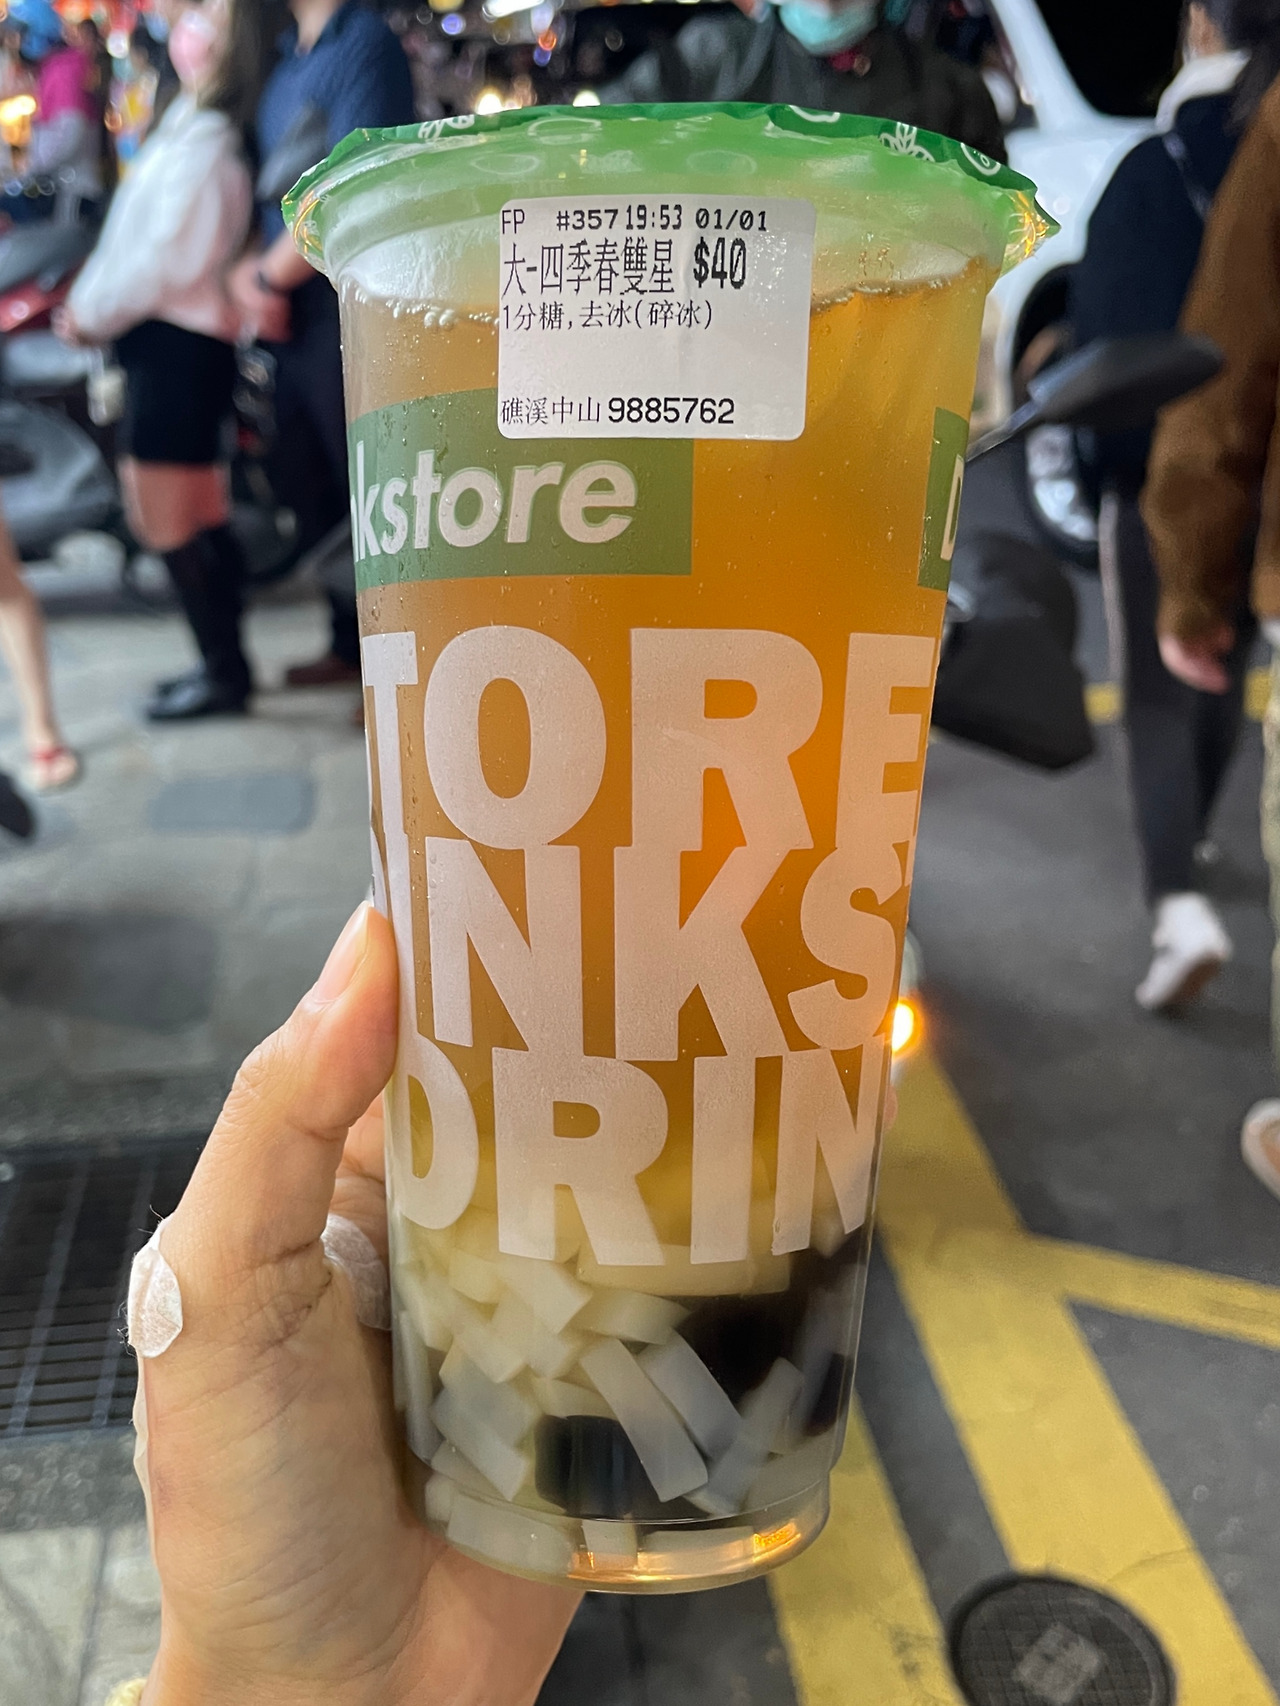 FP #357 19:53 01/01
大-四季春雙星 $40
1分糖,去冰(碎冰)
礁溪中山 9885762
kstore
D
TORE
INKS
DRIN